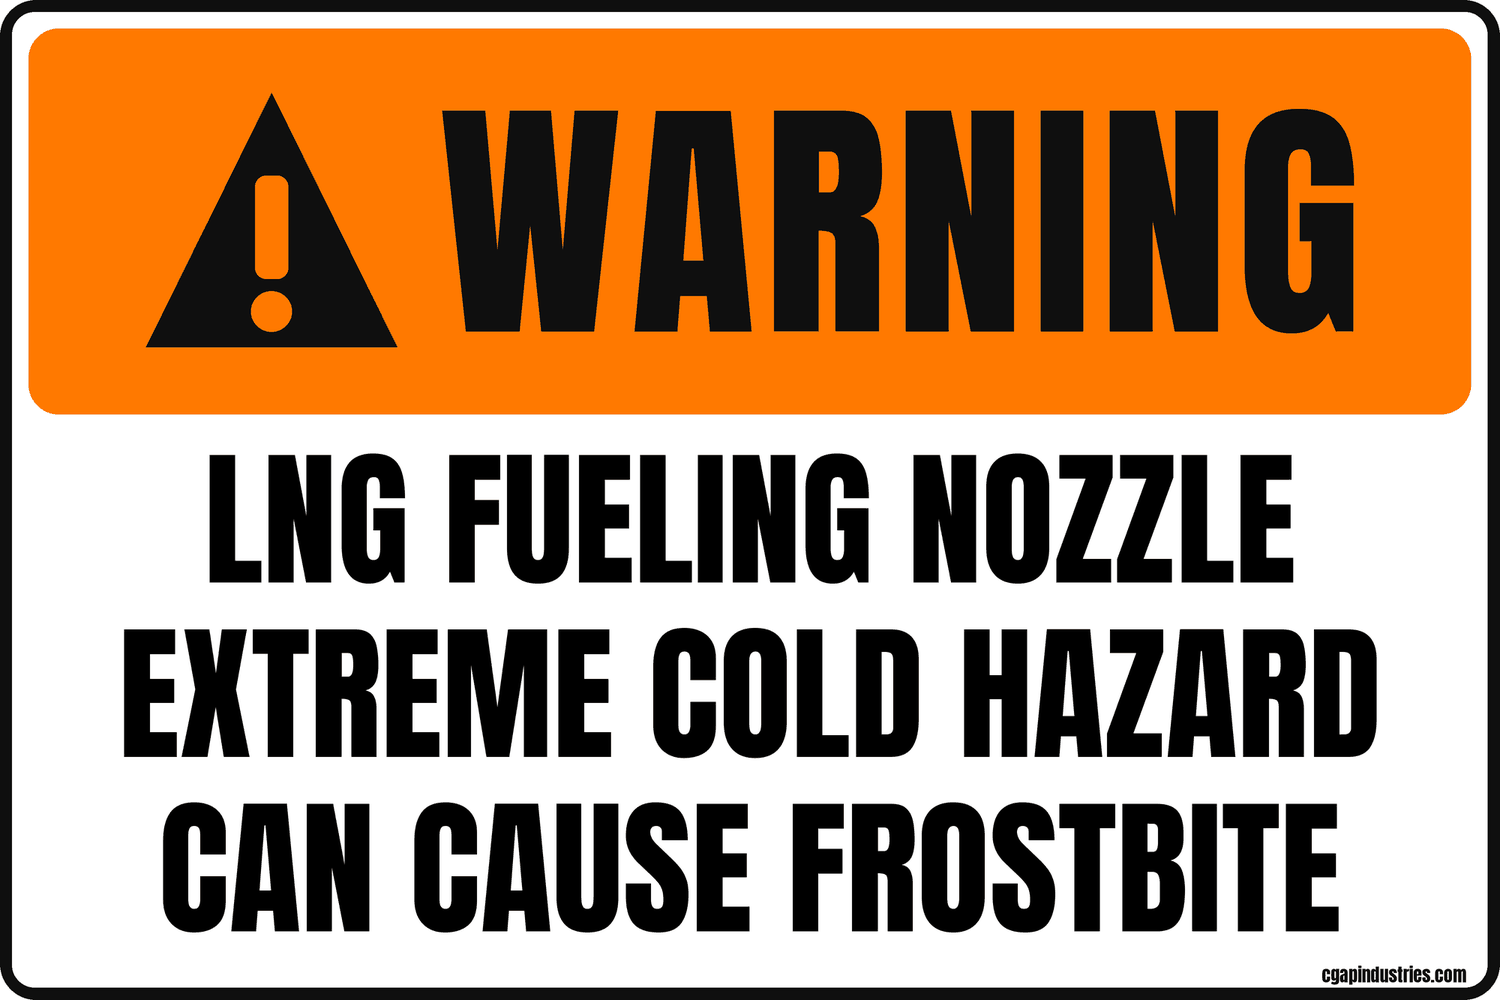 WARNING
LNG FUELING NOZZLE
EXTREME COLD HAZARD
CAN CAUSE FROSTBITE
cgapindustries.com